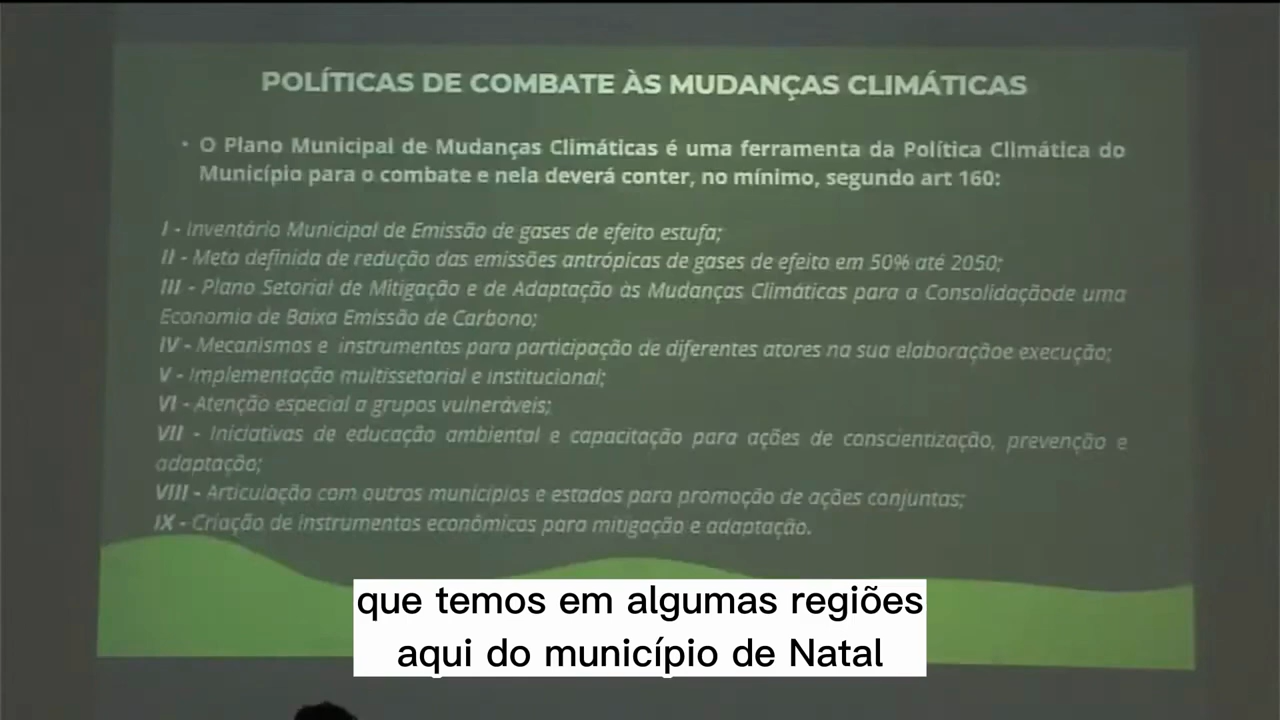 POLÍTICAS DE COMBATE ÀS MUDANÇAS CLIMÁTICAS
• O Plano Municipal de Mudanças Climáticas é uma ferramenta da Política Climática do
Município para o combate e nela deverá conter, no mínimo, segundo art 160:
I - Inventário Municipal de Emissão de gases de efeito estufa;
II - Meta definida de redução das emissões antrópicas de gases de efeito em 50% até 2050;
III - Plano Setorial de Mitigação e de Adaptação às Mudanças Climáticas para a Consolidaçãode uma
Economia de Baixa Emissão de Carbono;
IV - Mecanismos e instrumentos para participação de diferentes atores na sua elaboraçãoe execução;
V - Implementação multissetorial e institucional;
VI - Atenção especial a grupos vulneráveis;
VII - Iniciativas de educação ambiental e capacitação para ações de conscientização, prevenção e
adaptação;
VIII - Articulação com outros municípios e estados para promoção de ações conjuntas;
IX - Criação de instrumentos econômicos para mitigação e adaptação.
que temos em algumas regiões
aqui do município de Natal